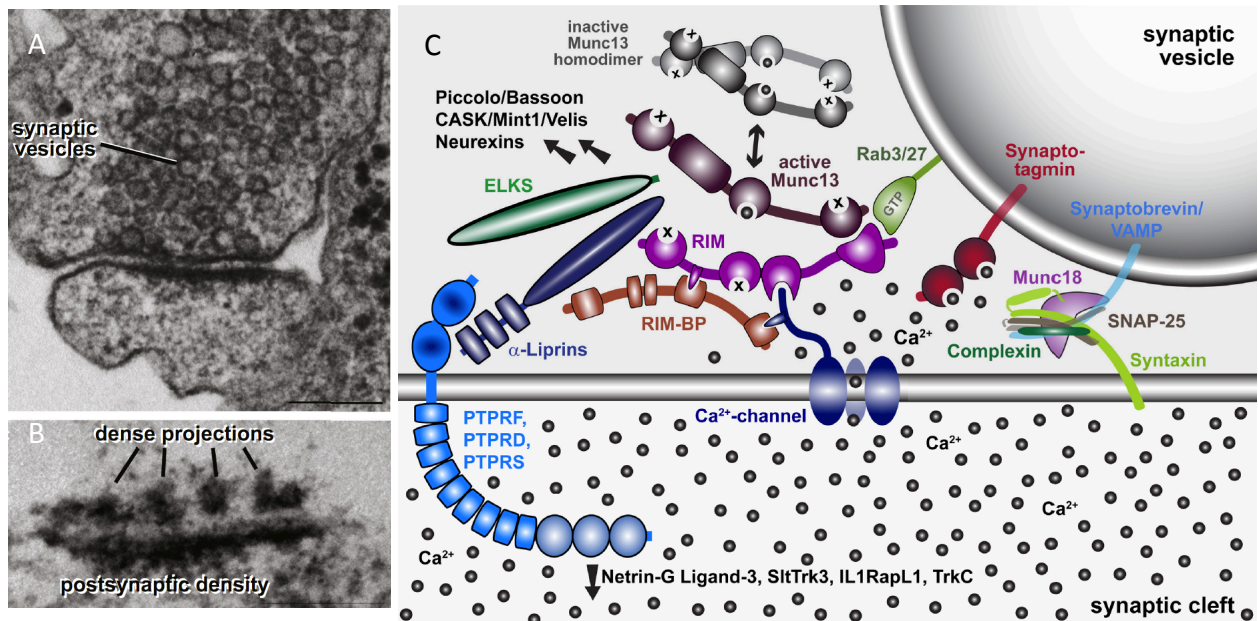 A
synaptic
vesicles
B
dense projections
postsynaptic density
C
inactive
Munc13
homodimer
x
x
x
x
synaptic
vesicle
Piccolo/Bassoon
CASK/Mint1/Velis
Neurexins
x
active
Munc13
x
Rab3/27
GTP
Synapto-
tagmin
ELKS
Synaptobrevin/
VAMP
x
RIM
x
Munc18
RIM-BP
SNAP-25
Ca²⁺
Complexin
α-Liprins
Syntaxin
Ca²⁺-channel
PTPRF,
PTPRD,
PTPRS
Ca²⁺
Ca²⁺
Ca²⁺
Netrin-G Ligand-3, SltTrk3, IL1RapL1, TrkC
synaptic cleft